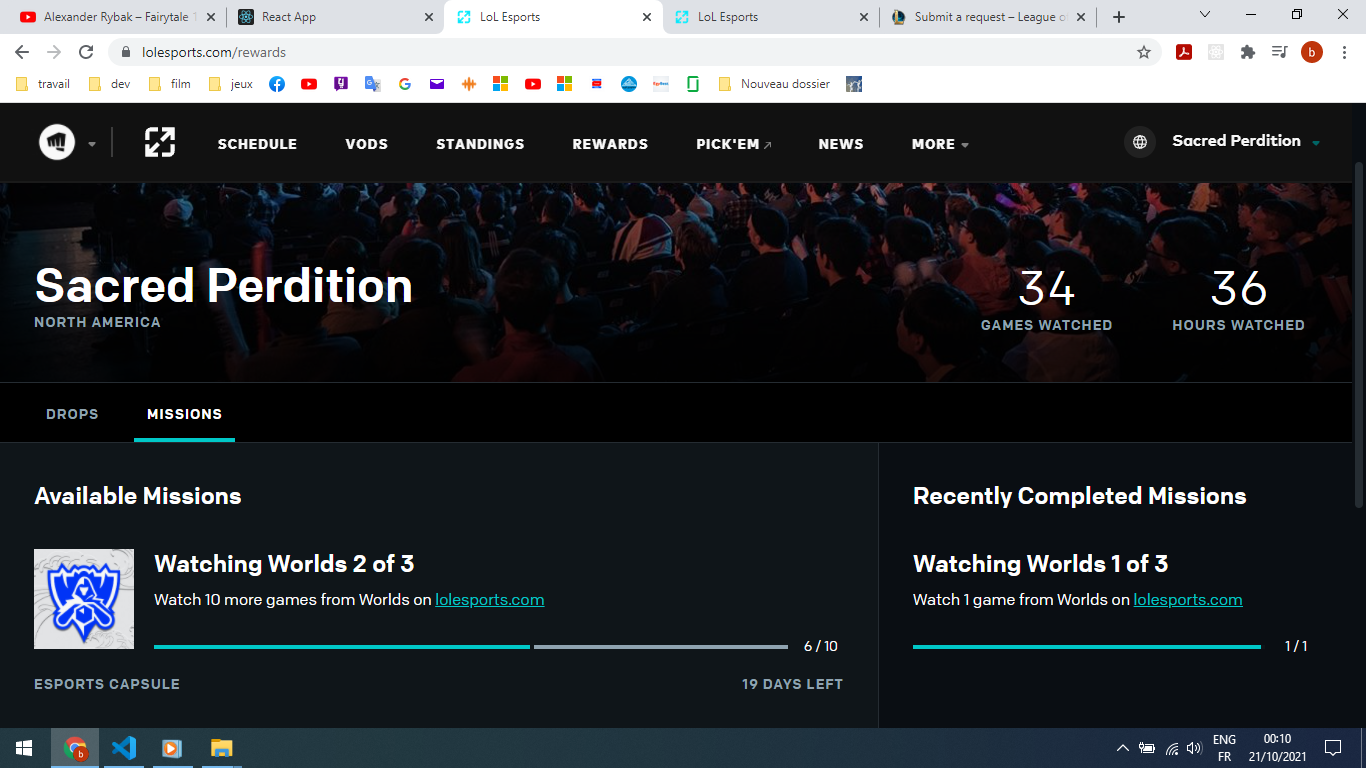 Alexander Rybak – Fairytale
React App
LoL Esports
LoL Esports
Submit a request – League
lolesports.com/rewards
travail
dev
film
jeux
Nouveau dossier
SCHEDULE
VODS
STANDINGS
REWARDS
PICK'EM
NEWS
MORE
Sacred Perdition
Sacred Perdition
NORTH AMERICA
34
GAMES WATCHED
36
HOURS WATCHED
DROPS
MISSIONS
Available Missions
Watching Worlds 2 of 3
Watch 10 more games from Worlds on lolesports.com
6 / 10
ESPORTS CAPSULE
19 DAYS LEFT
Recently Completed Missions
Watching Worlds 1 of 3
Watch 1 game from Worlds on lolesports.com
1 / 1
ENG
FR
00:10
21/10/2021